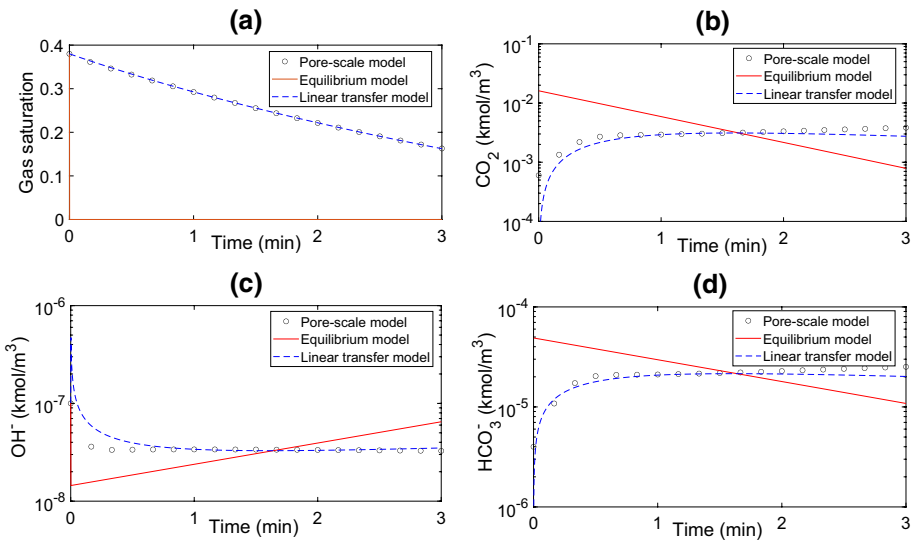 (a)
Gas saturation
0.4
0.3
0.2
0.1
0
0 1 2 3
Time (min)
Pore-scale model
Equilibrium model
Linear transfer model
(b)
CO₂ (kmol/m³)
10⁻¹
10⁻²
10⁻³
10⁻⁴
0 1 2 3
Time (min)
Pore-scale model
Equilibrium model
Linear transfer model
(c)
OH⁻ (kmol/m³)
10⁻⁶
10⁻⁷
10⁻⁸
0 1 2 3
Time (min)
Pore-scale model
Equilibrium model
Linear transfer model
(d)
HCO₃⁻ (kmol/m³)
10⁻⁴
10⁻⁵
10⁻⁶
0 1 2 3
Time (min)
Pore-scale model
Equilibrium model
Linear transfer model